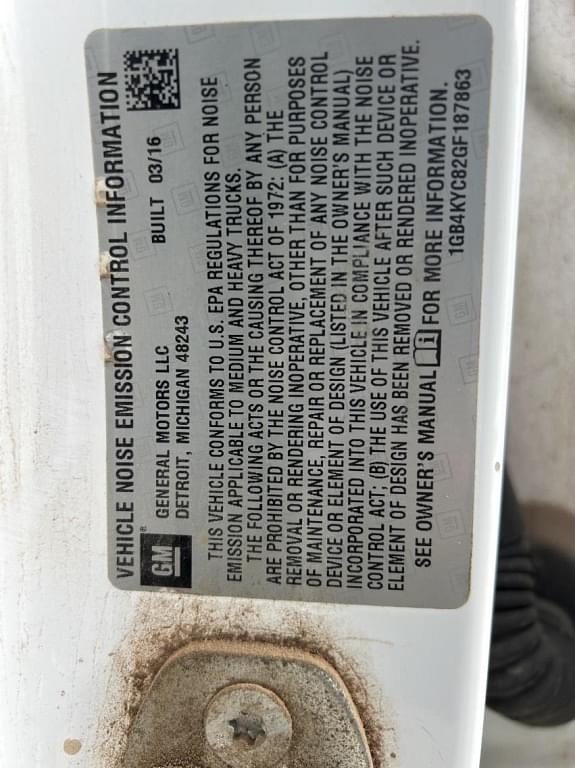 VEHICLE NOISE EMISSION CONTROL INFORMATION
GM®
GENERAL MOTORS LLC
DETROIT, MICHIGAN 48243
BUILT 03/16
THIS VEHICLE CONFORMS TO U.S. EPA REGULATIONS FOR NOISE
EMISSION APPLICABLE TO MEDIUM AND HEAVY TRUCKS.
THE FOLLOWING ACTS OR THE CAUSING THEREOF BY ANY PERSON
ARE PROHIBITED BY THE NOISE CONTROL ACT OF 1972: (A) THE
REMOVAL OR RENDERING INOPERATIVE, OTHER THAN FOR PURPOSES
OF MAINTENANCE, REPAIR OR REPLACEMENT OF ANY NOISE CONTROL
DEVICE OR ELEMENT OF DESIGN (LISTED IN THE OWNER'S MANUAL)
INCORPORATED INTO THIS VEHICLE IN COMPLIANCE WITH THE NOISE
CONTROL ACT; (B) THE USE OF THIS VEHICLE AFTER SUCH DEVICE OR
ELEMENT OF DESIGN HAS BEEN REMOVED OR RENDERED INOPERATIVE.
SEE OWNER'S MANUAL FOR MORE INFORMATION.
1GB4KYC82GF187863